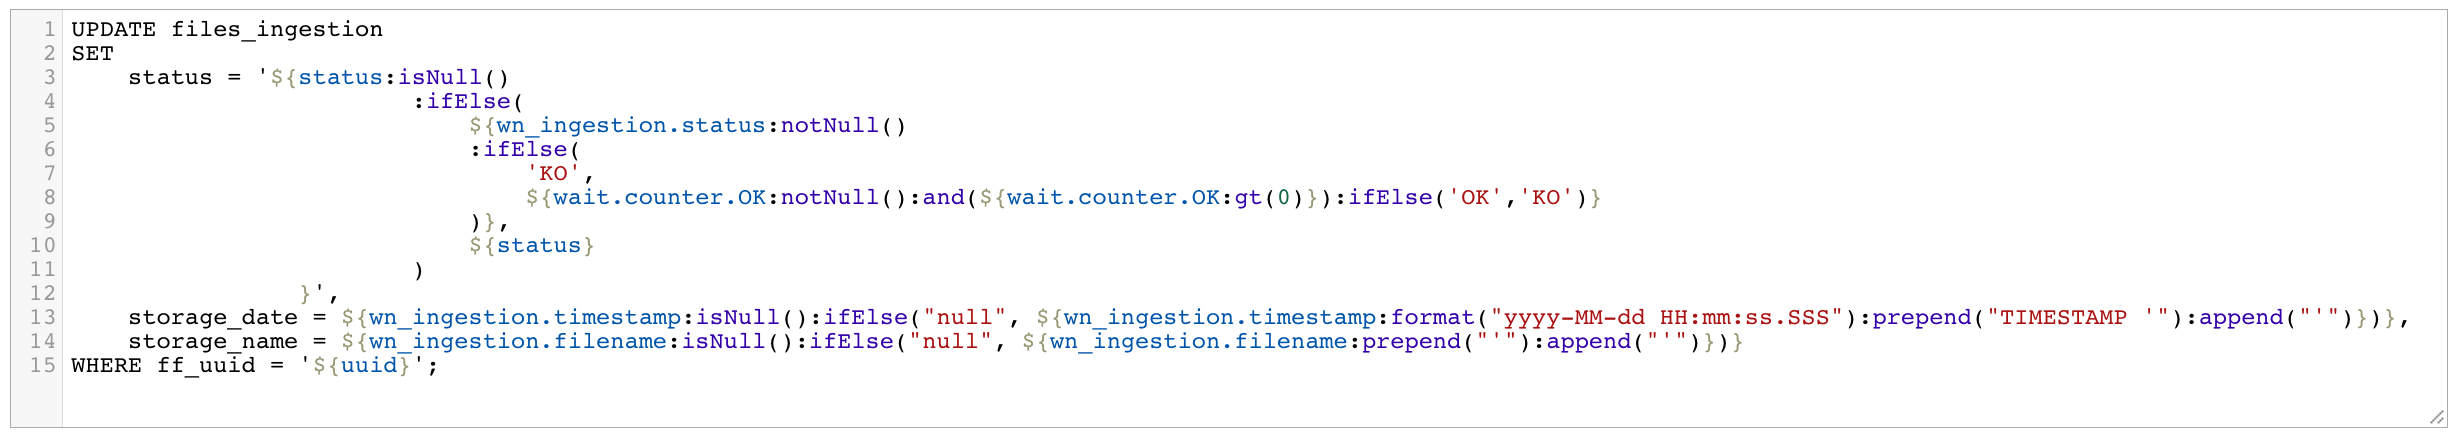 1 UPDATE files_ingestion
2 SET
3     status = '${status:isNull()
4                         :ifElse(
5                             ${wn_ingestion.status:notNull()
6                             :ifElse(
7                                 'KO',
8                                 ${wait.counter.OK:notNull():and(${wait.counter.OK:gt(0)}):ifElse('OK','KO')}
9                             )},
10                             ${status}
11                         )
12                 }',
13     storage_date = ${wn_ingestion.timestamp:isNull():ifElse("null", ${wn_ingestion.timestamp:format("yyyy-MM-dd HH:mm:ss.SSS"):prepend("TIMESTAMP '"):append("'")})},
14     storage_name = ${wn_ingestion.filename:isNull():ifElse("null", ${wn_ingestion.filename:prepend("'"):append("'")})}
15 WHERE ff_uuid = '${uuid}';